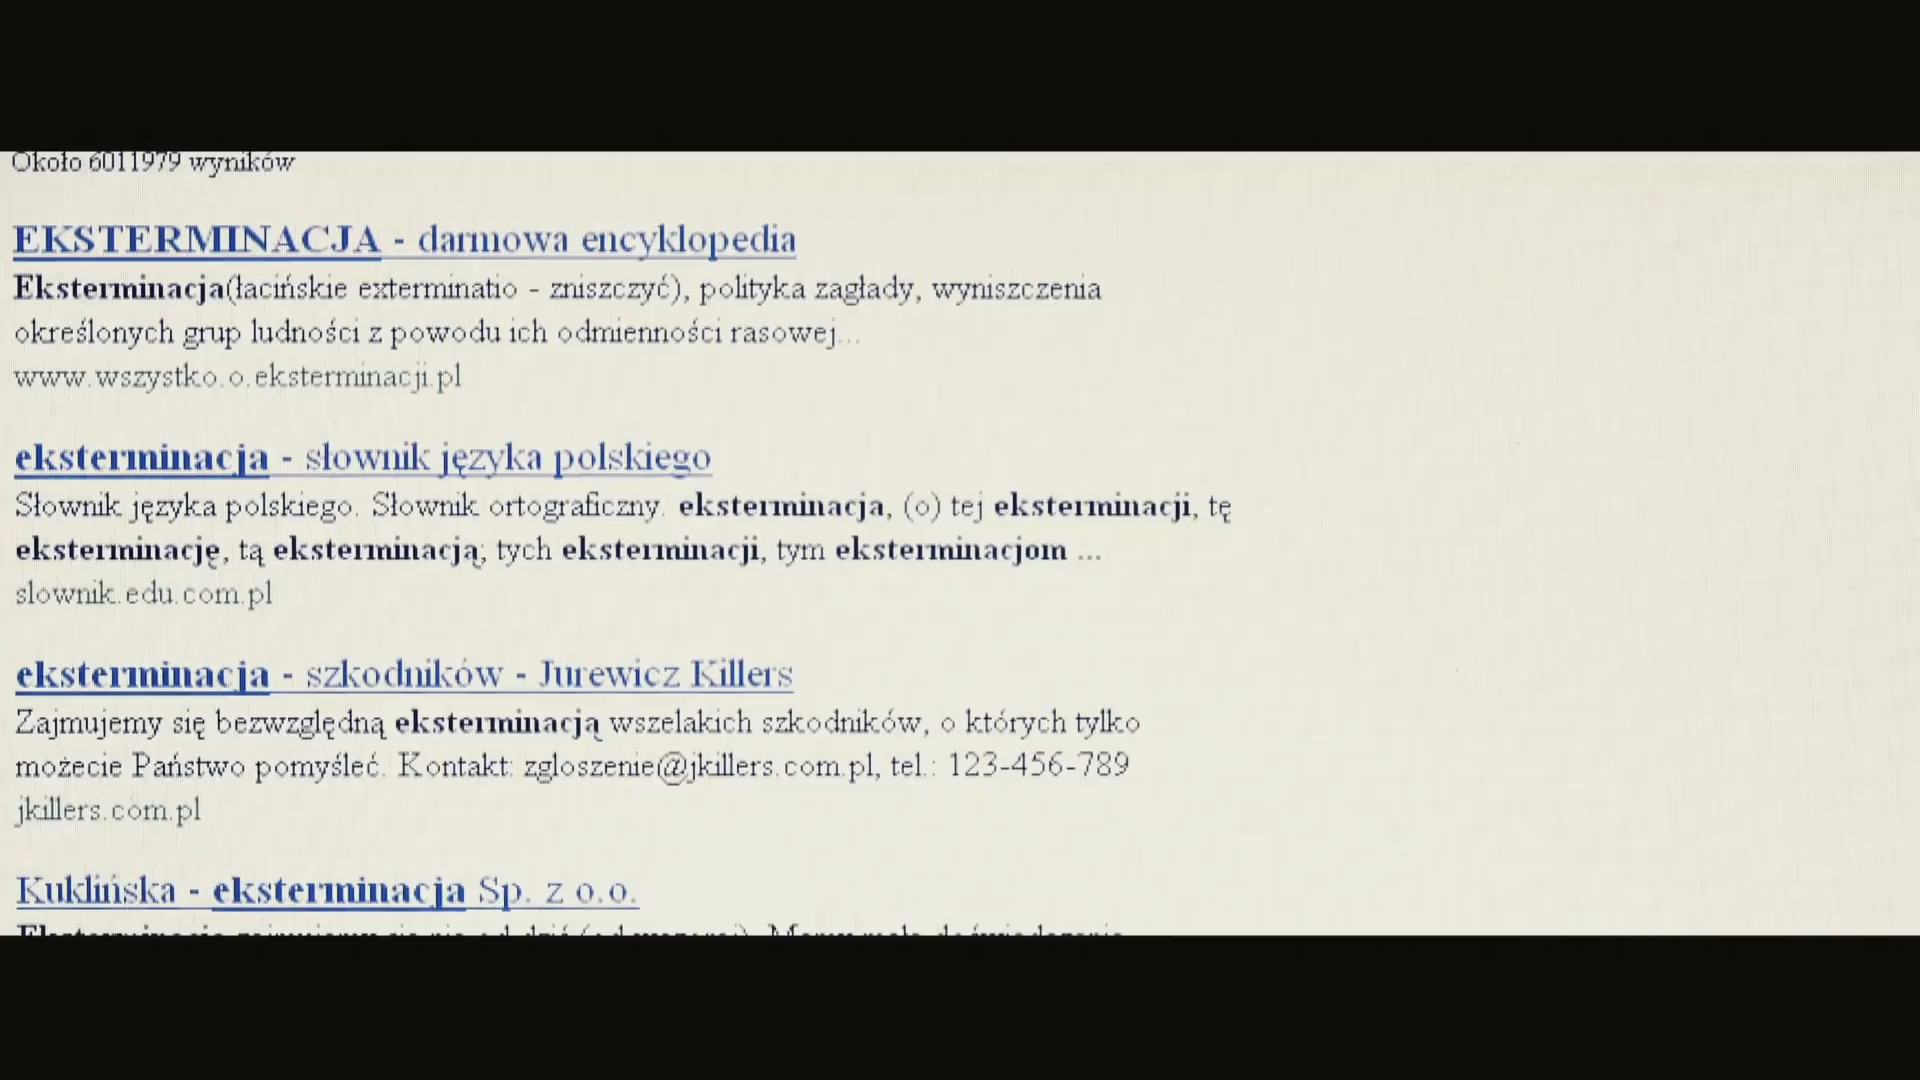 Około 6011979 wyników
EKSTERMINACJA - darmowa encyklopedia
Eksterminacja(łacińskie exterminatio - zniszczyć), polityka zagłady, wyniszczenia
określonych grup ludności z powodu ich odmienności rasowej...
www.wszystko.o.eksterminacji.pl
eksterminacja - słownik języka polskiego
Słownik języka polskiego. Słownik ortograficzny. eksterminacja, (o) tej eksterminacji, tę
eksterminację, tą eksterminacją; tych eksterminacji, tym eksterminacjom ...
slownik.edu.com.pl
eksterminacja - szkodników - Jurewicz Killers
Zajmujemy się bezwzględną eksterminacją wszelakich szkodników, o których tylko
możecie Państwo pomyśleć. Kontakt: zgloszenie@jkillers.com.pl, tel.: 123-456-789
jkillers.com.pl
Kuklińska - eksterminacja Sp. z o.o.